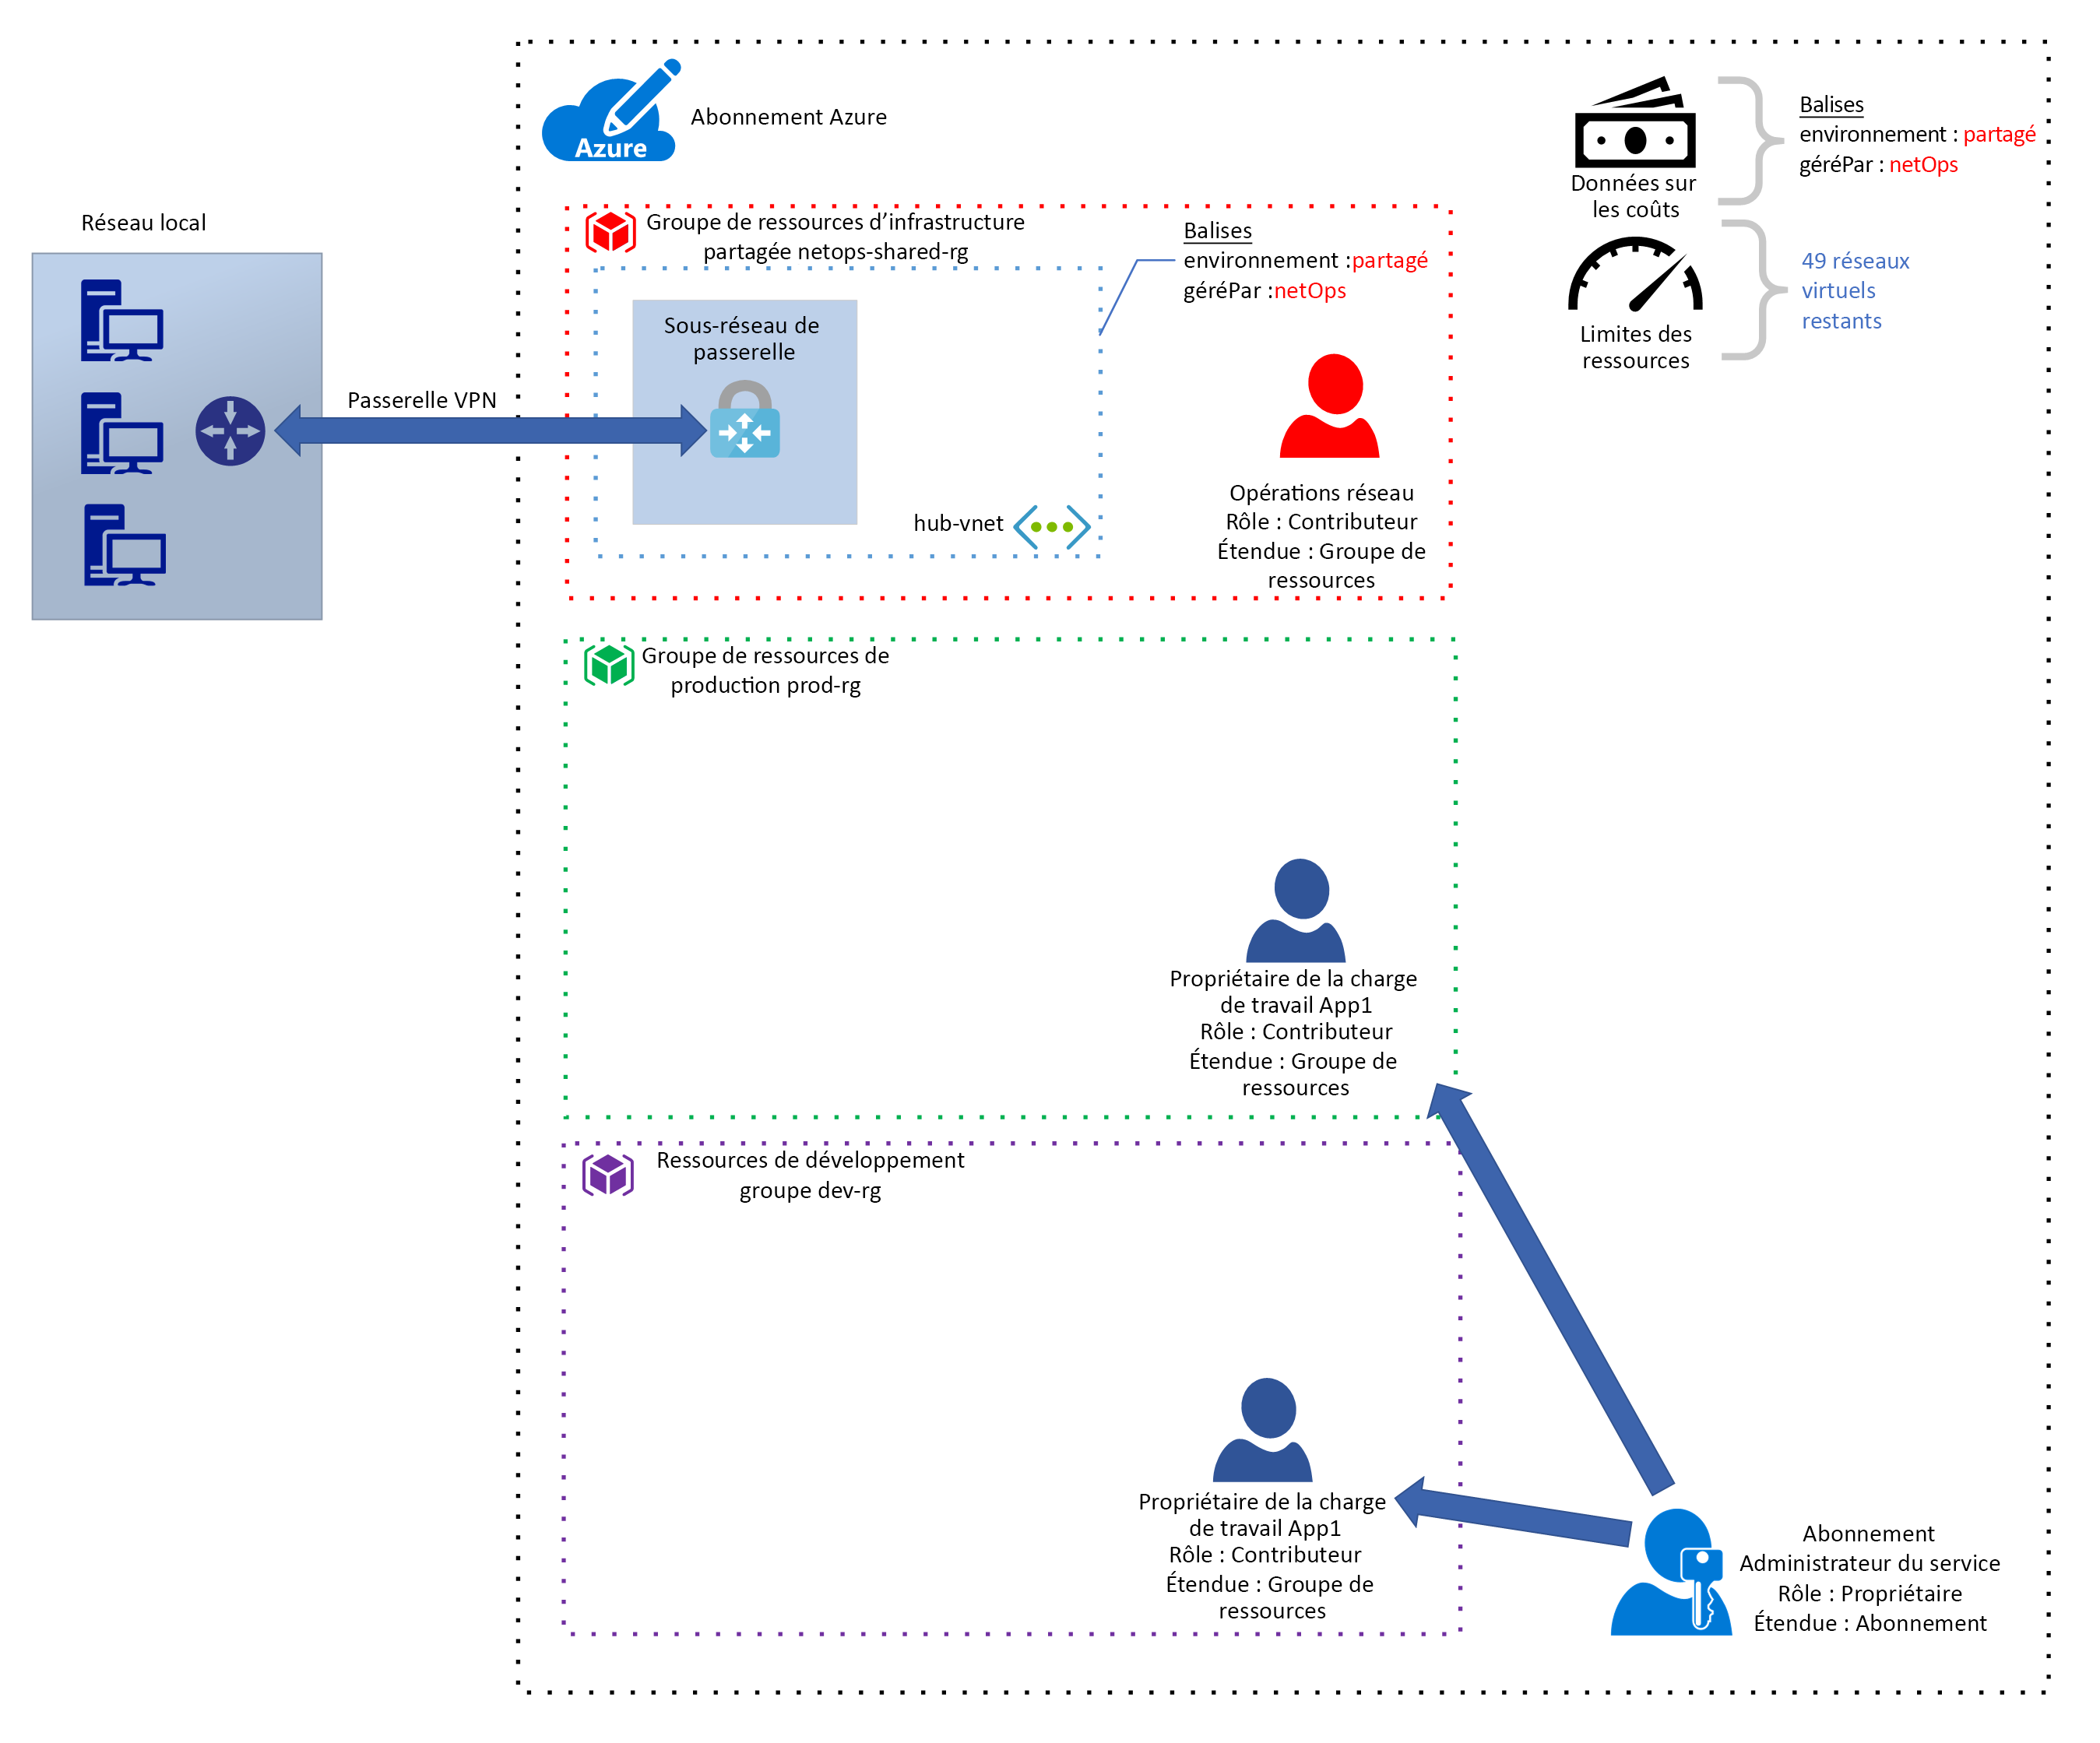 Azure
Abonnement Azure
Données sur
les coûts
Balises
environnement : partagé
géréPar : netOps
Limites des
ressources
49 réseaux
virtuels
restants
Réseau local
Passerelle VPN
Groupe de ressources d’infrastructure
partagée netops-shared-rg
Balises
environnement :partagé
géréPar :netOps
Sous-réseau de
passerelle
hub-vnet
Opérations réseau
Rôle : Contributeur
Étendue : Groupe de
ressources
Groupe de ressources de
production prod-rg
Propriétaire de la charge
de travail App1
Rôle : Contributeur
Étendue : Groupe de
ressources
Ressources de développement
groupe dev-rg
Propriétaire de la charge
de travail App1
Rôle : Contributeur
Étendue : Groupe de
ressources
Abonnement
Administrateur du service
Rôle : Propriétaire
Étendue : Abonnement